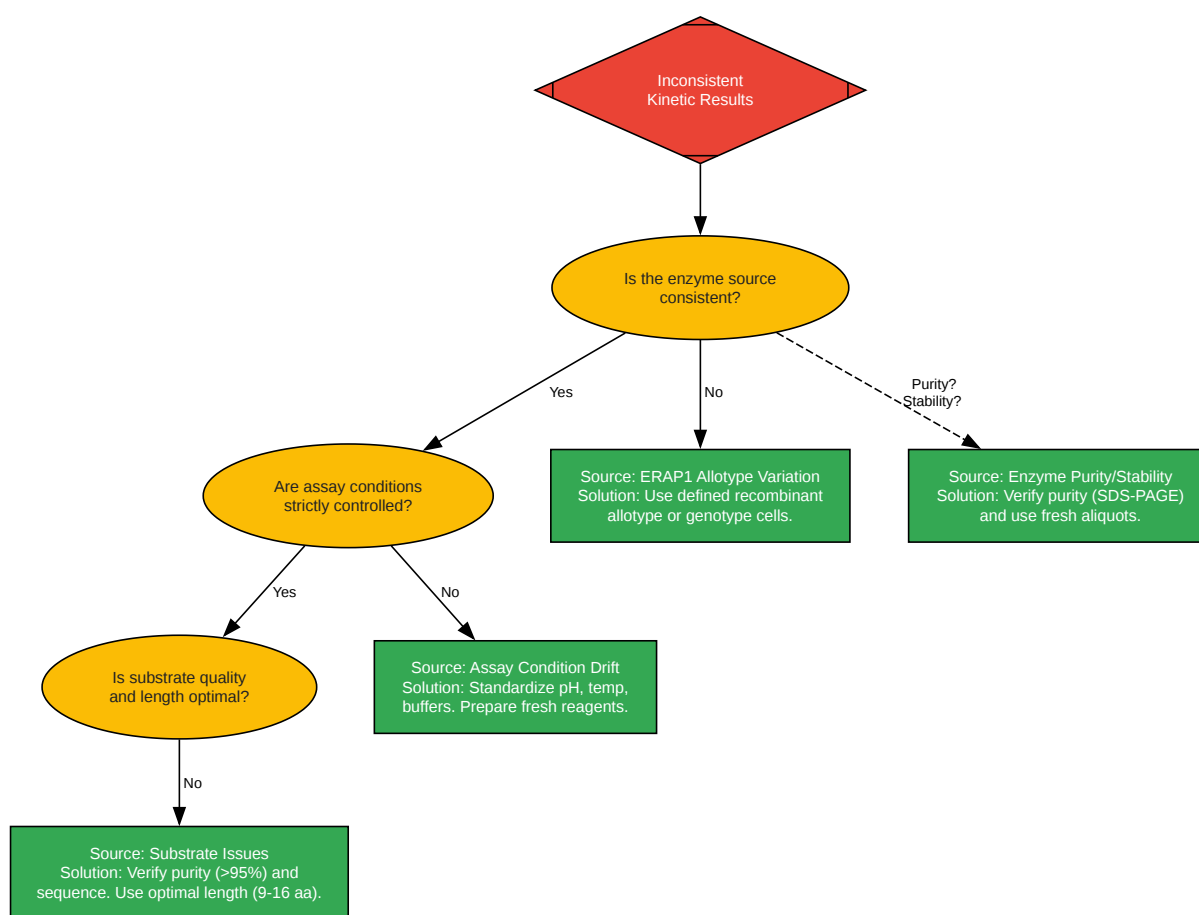 Inconsistent
Kinetic Results
Is the enzyme source
consistent?
Yes
No
Purity?
Stability?
Are assay conditions
strictly controlled?
Source: ERAP1 Allotype Variation
Solution: Use defined recombinant
allotype or genotype cells.
Source: Enzyme Purity/Stability
Solution: Verify purity (SDS-PAGE)
and use fresh aliquots.
Yes
No
Is substrate quality
and length optimal?
Source: Assay Condition Drift
Solution: Standardize pH, temp,
buffers. Prepare fresh reagents.
No
Source: Substrate Issues
Solution: Verify purity (>95%) and
sequence. Use optimal length (9-16 aa).